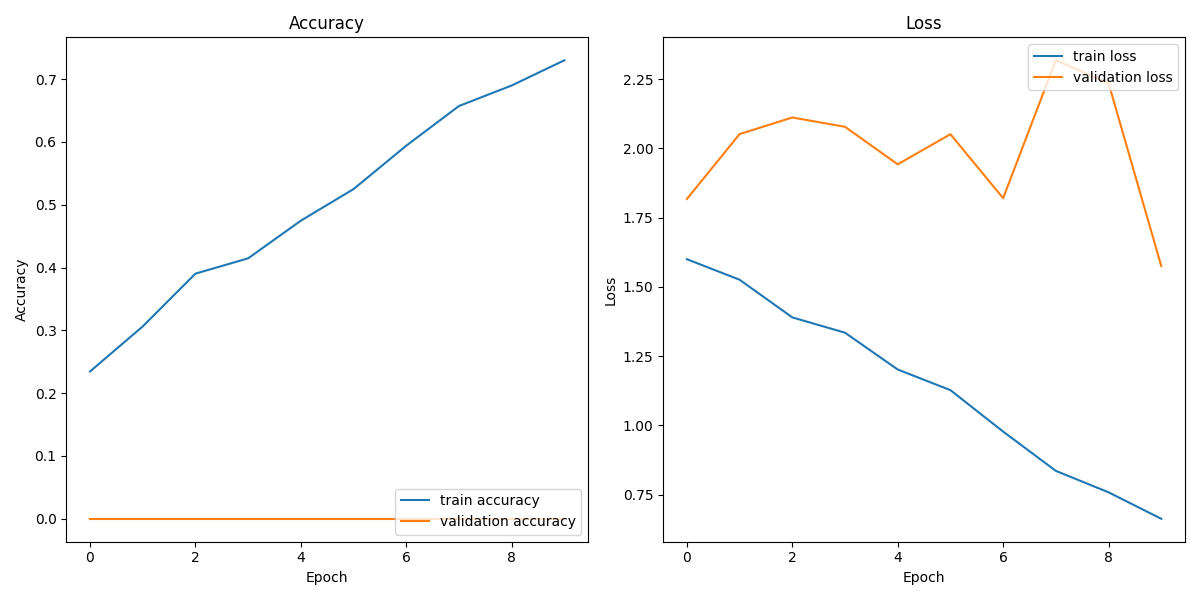 Accuracy
0.7
0.6
0.5
0.4
0.3
0.2
0.1
0.0
Accuracy
train accuracy
validation accuracy
0 2 4 6 8
Epoch
Loss
2.25
2.00
1.75
1.50
1.25
1.00
0.75
Loss
train loss
validation loss
0 2 4 6 8
Epoch